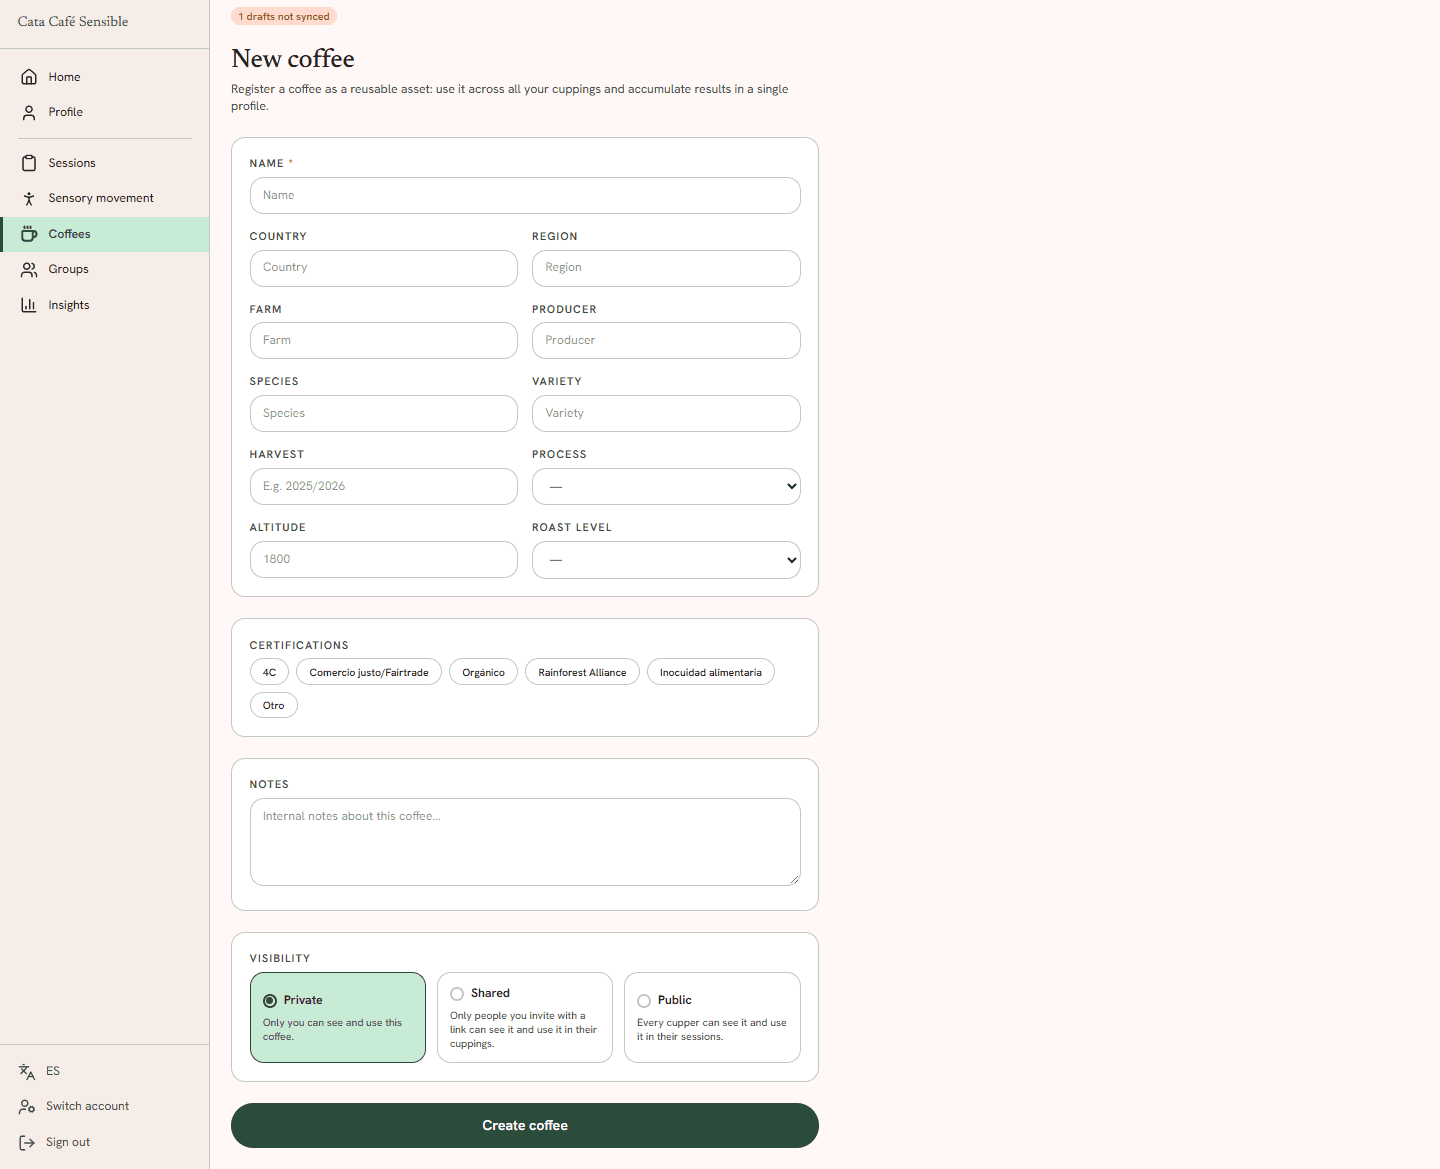 Cata Café Sensible
Home
Profile
Sessions
Sensory movement
Coffees
Groups
Insights
ES
Switch account
Sign out
1 drafts not synced
New coffee
Register a coffee as a reusable asset: use it across all your cuppings and accumulate results in a single
profile.
NAME *
Name
COUNTRY
REGION
Country
Region
FARM
PRODUCER
Farm
Producer
SPECIES
VARIETY
Species
Variety
HARVEST
PROCESS
E.g. 2025/2026
—
ALTITUDE
ROAST LEVEL
1800
—
CERTIFICATIONS
4C
Comercio justo/Fairtrade
Orgánico
Rainforest Alliance
Inocuidad alimentaria
Otro
NOTES
Internal notes about this coffee...
VISIBILITY
Private
Only you can see and use this
coffee.
Shared
Only people you invite with a
link can see it and use it in their
cuppings.
Public
Every cupper can see it and use
it in their sessions.
Create coffee